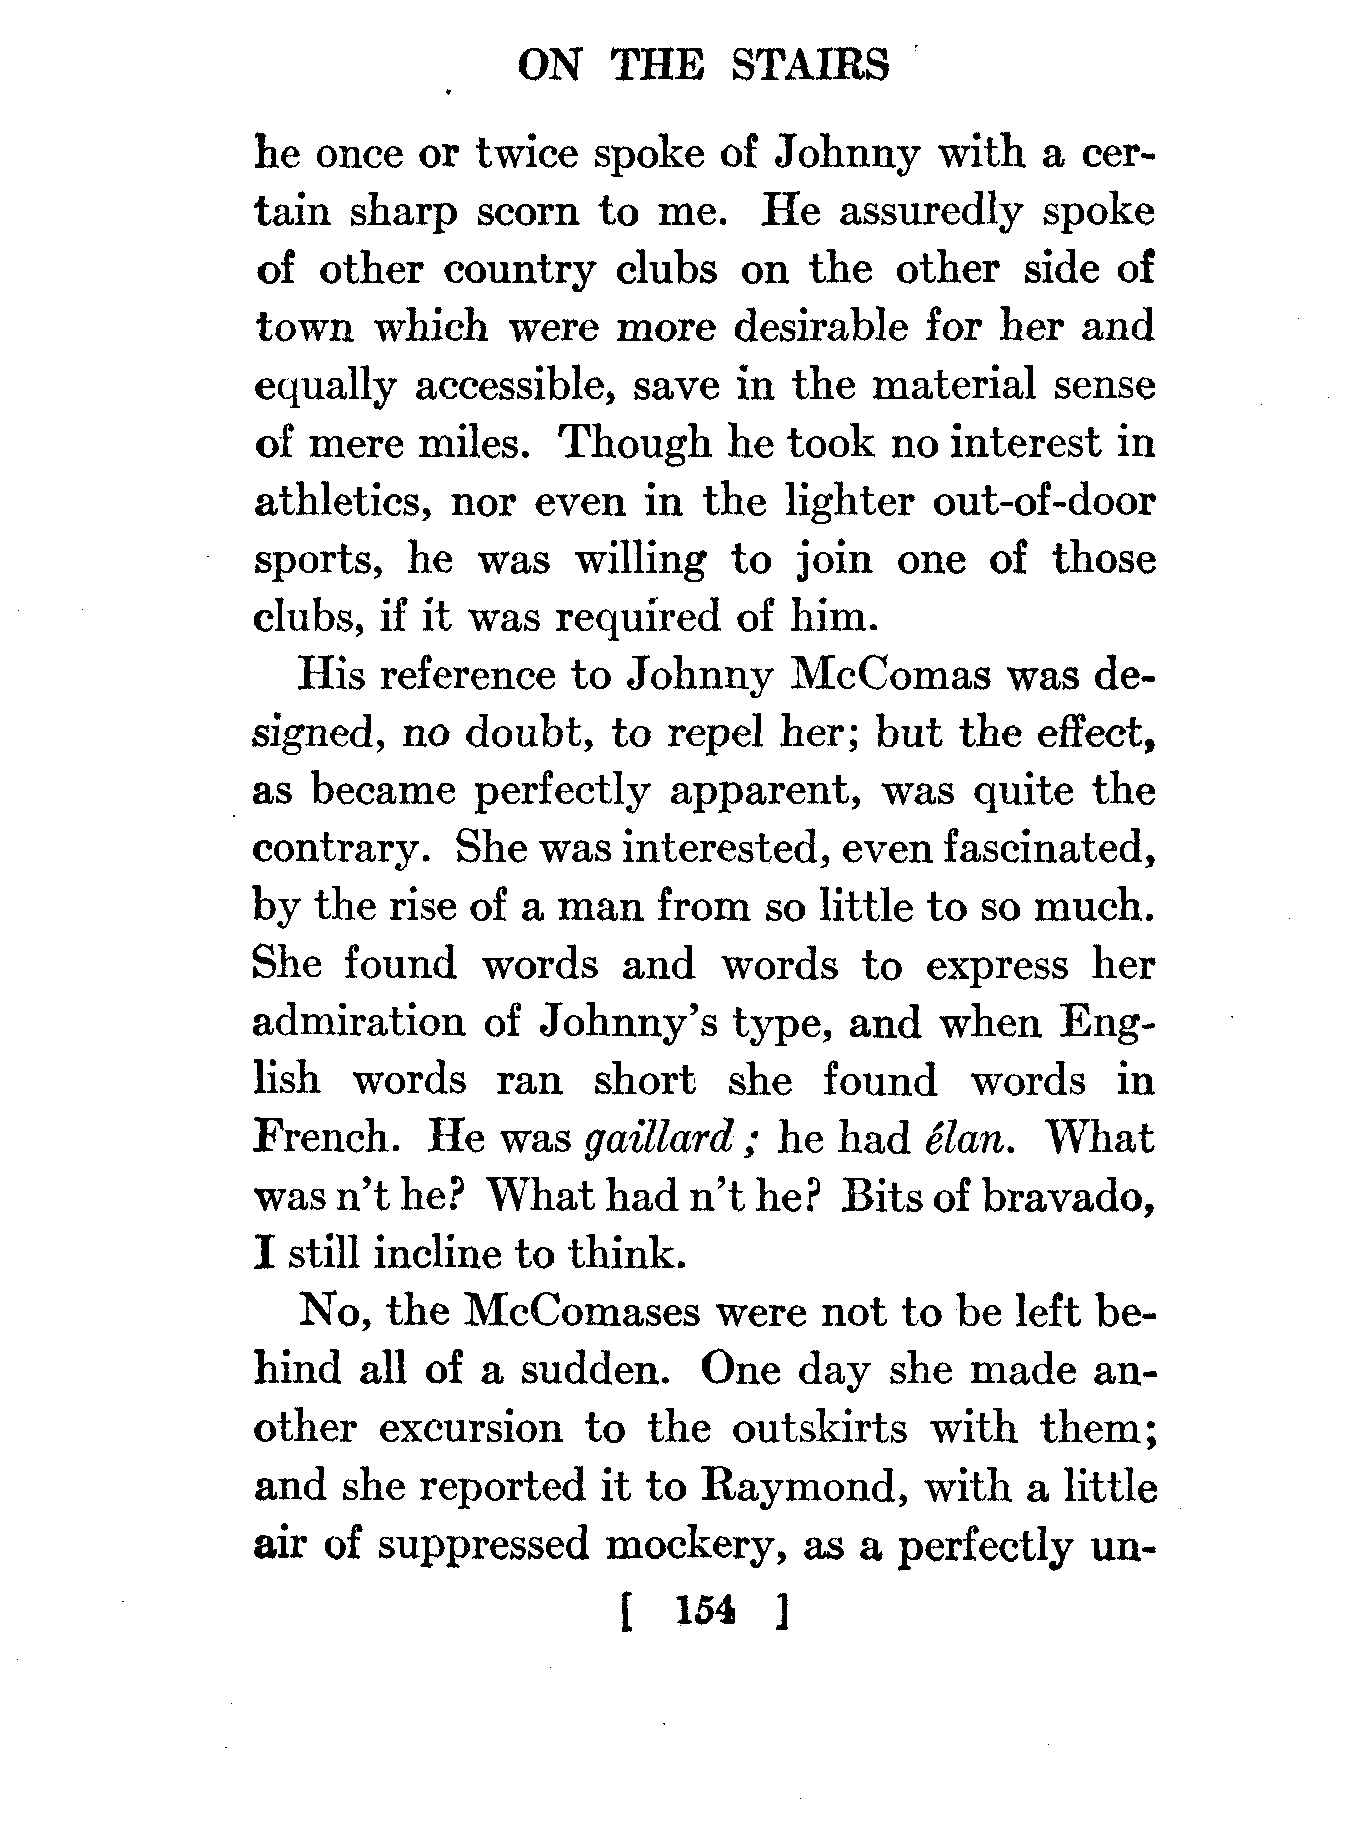 ON THE STAIRS
he once or twice spoke of Johnny with a cer-
tain sharp scorn to me. He assuredly spoke
of other country clubs on the other side of
town which were more desirable for her and
equally accessible, save in the material sense
of mere miles. Though he took no interest in
athletics, nor even in the lighter out-of-door
sports, he was willing to join one of those
clubs, if it was required of him.
His reference to Johnny McComas was de-
signed, no doubt, to repel her; but the effect,
as became perfectly apparent, was quite the
contrary. She was interested, even fascinated,
by the rise of a man from so little to so much.
She found words and words to express her
admiration of Johnny's type, and when Eng-
lish words ran short she found words in
French. He was gaillard; he had élan. What
was n't he? What had n't he? Bits of bravado,
I still incline to think.
No, the McComases were not to be left be-
hind all of a sudden. One day she made an-
other excursion to the outskirts with them;
and she reported it to Raymond, with a little
air of suppressed mockery, as a perfectly un-
[ 154 ]